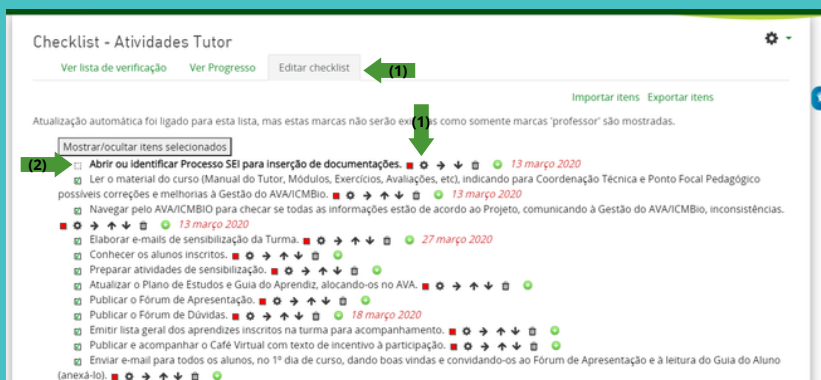 Checklist - Atividades Tutor
Ver lista de verificação Ver Progresso Editar checklist (1)
Importar itens Exportar itens
Atualização automática foi ligado para esta lista, mas estas marcas não serão (1) como somente marcas 'professor' são mostradas.
Mostrar/ocultar itens selecionados
(2) Abrir ou identificar Processo SEI para inserção de documentações. 13 março 2020
Ler o material do curso (Manual do Tutor, Módulos, Exercícios, Avaliações, etc), indicando para Coordenação Técnica e Ponto Focal Pedagógico
possíveis correções e melhorias à Gestão do AVA/ICMBio. 13 março 2020
Navegar pelo AVA/ICMBIO para checar se todas as informações estão de acordo ao Projeto, comunicando à Gestão do AVA/ICMBio, inconsistências.
13 março 2020
Elaborar e-mails de sensibilização da Turma. 27 março 2020
Conhecer os alunos inscritos.
Preparar atividades de sensibilização.
Atualizar o Plano de Estudos e Guia do Aprendiz, alocando-os no AVA.
Publicar o Fórum de Apresentação.
Publicar o Fórum de Dúvidas. 18 março 2020
Emitir lista geral dos aprendizes inscritos na turma para acompanhamento.
Publicar e acompanhar o Café Virtual com texto de incentivo à participação.
Enviar e-mail para todos os alunos, no 1º dia de curso, dando boas vindas e convidando-os ao Fórum de Apresentação e à leitura do Guia do Aluno
(anexá-lo).